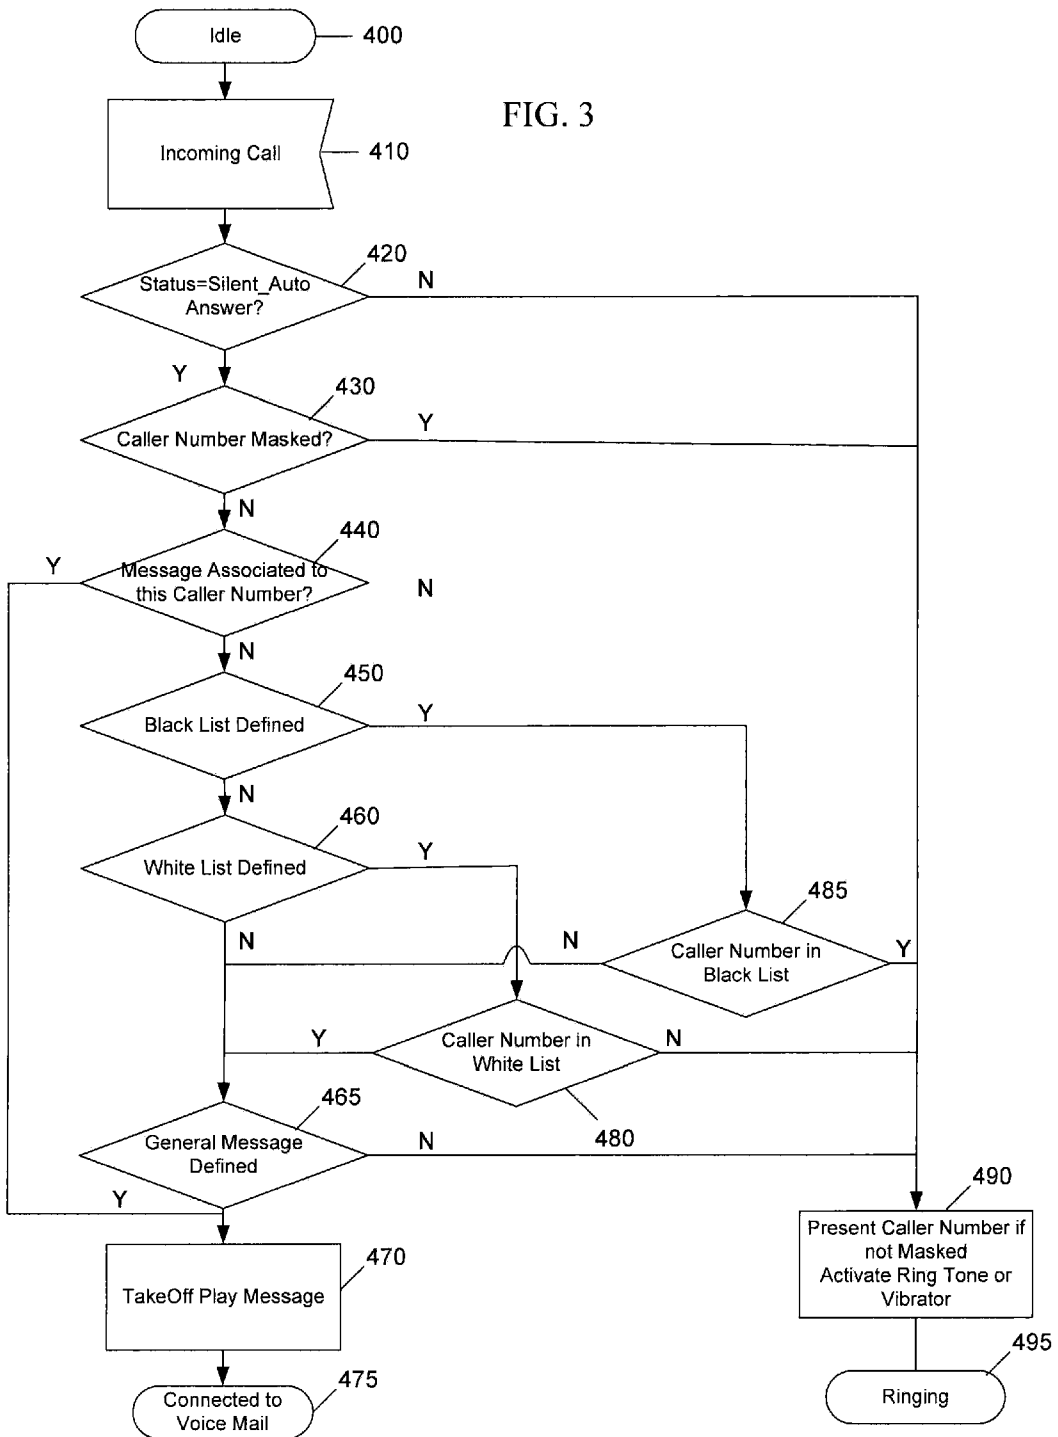 Idle
400
FIG. 3
Incoming Call
410
420
Status=Silent_Auto
Answer?
N
Y
430
Caller Number Masked?
Y
N
440
Y
Message Associated to
this Caller Number?
N
N
450
Black List Defined
Y
N
460
White List Defined
Y
485
N
N
Caller Number in
Black List
Y
Y
Caller Number in
White List
N
465
480
General Message
Defined
N
Y
490
Present Caller Number if
not Masked
Activate Ring Tone or
Vibrator
470
TakeOff Play Message
495
475
Connected to
Voice Mail
Ringing